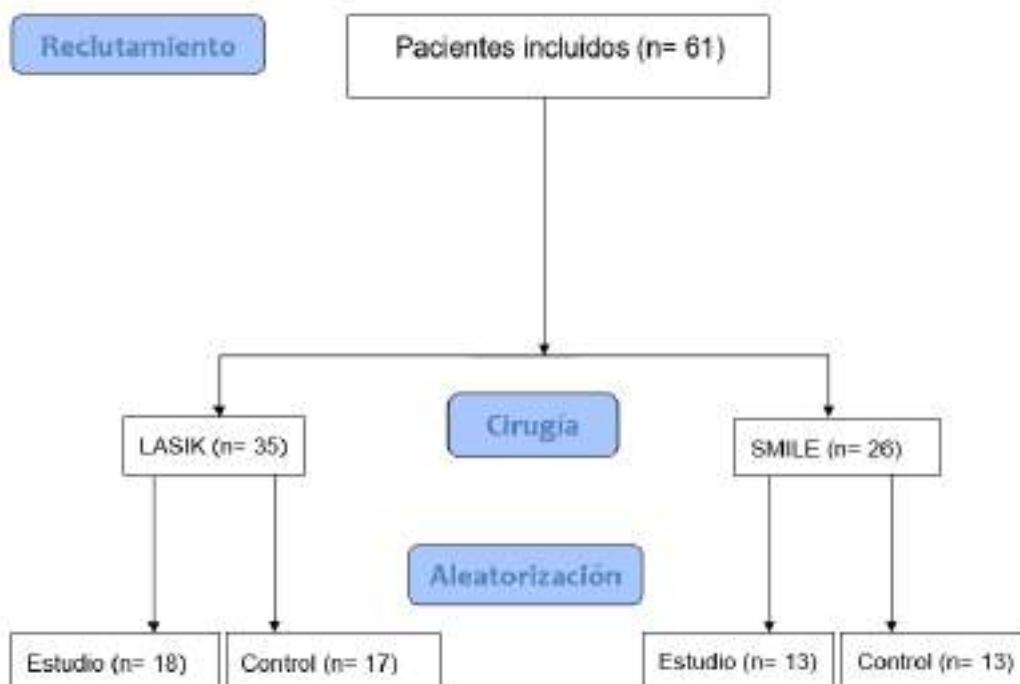 Reclutamiento
Pacientes incluidos (n= 61)
Cirugía
LASIK (n= 35)
SMILE (n= 26)
Aleatorización
Estudio (n= 18)
Control (n= 17)
Estudio (n= 13)
Control (n= 13)